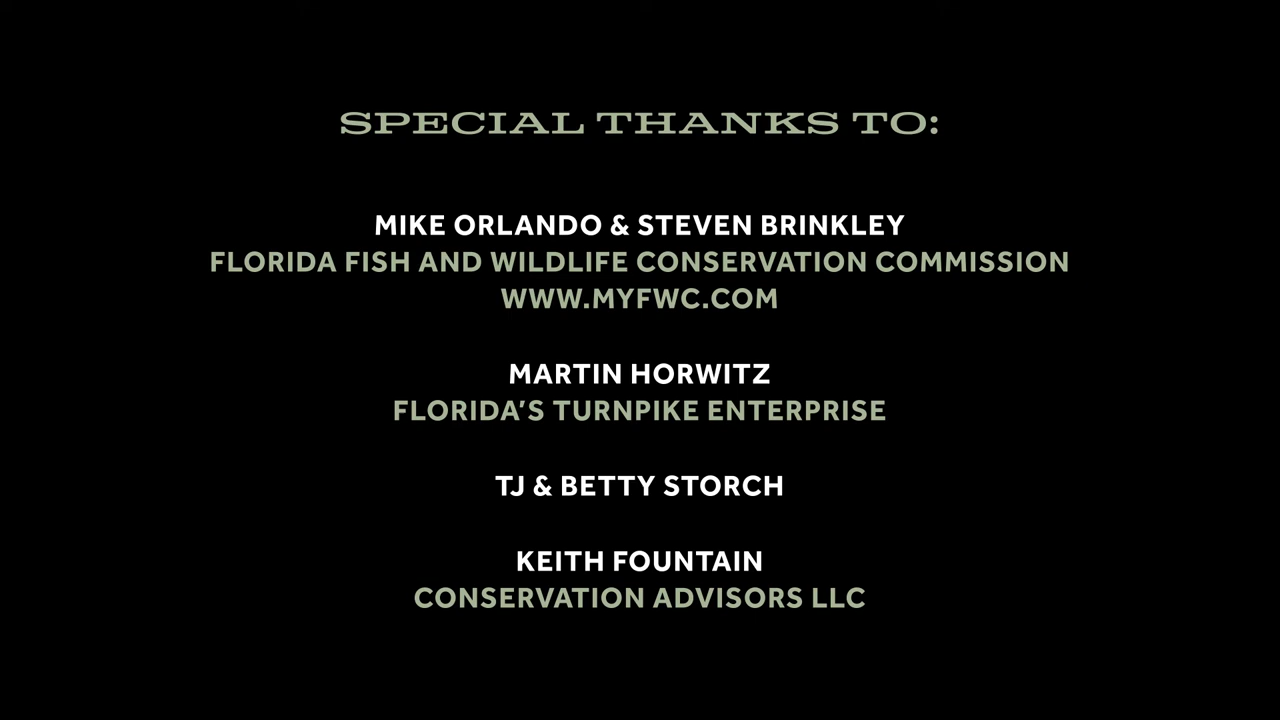 SPECIAL THANKS TO:
MIKE ORLANDO & STEVEN BRINKLEY
FLORIDA FISH AND WILDLIFE CONSERVATION COMMISSION
WWW.MYFWC.COM
MARTIN HORWITZ
FLORIDA'S TURNPIKE ENTERPRISE
TJ & BETTY STORCH
KEITH FOUNTAIN
CONSERVATION ADVISORS LLC